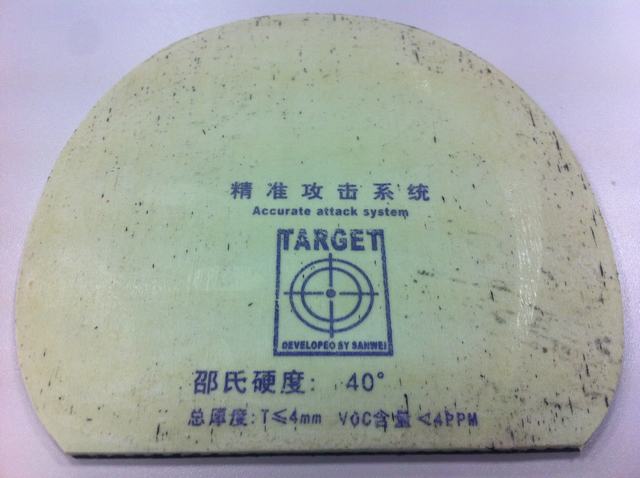 精准攻击系统
Accurate attack system
TARGET
DEVELOPED BY SANWEI
邵氏硬度: 40°
总厚度:T≤4mm VOC含量<4PPM